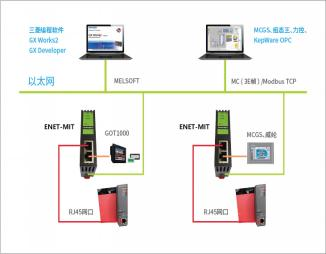 三菱编程软件
GX Works2
GX Developer
MCGS、组态王、力控、
KepWare OPC
以太网
MELSOFT
MC (3E帧) /Modbus TCP
ENET-MIT
GOT1000
ENET-MIT
MCGS、威纶
RJ45网口
RJ45网口